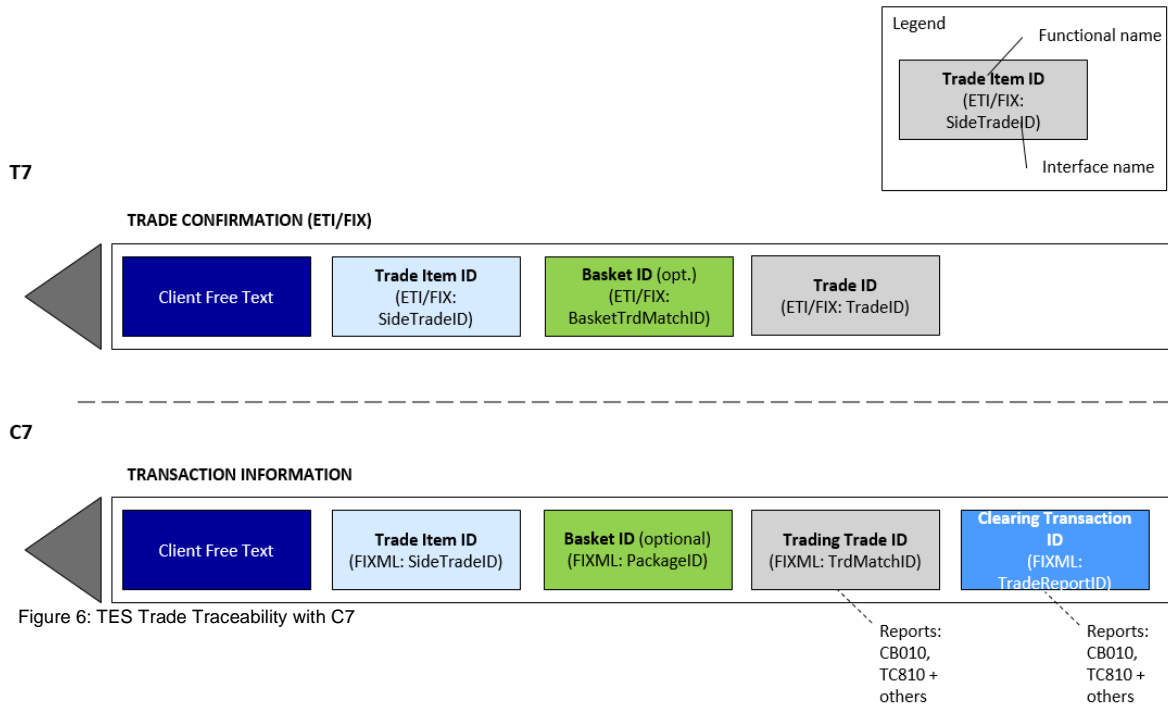 Legend
Functional name
Trade Item ID
(ETI/FIX:
SideTradeID)
Interface name
T7
TRADE CONFIRMATION (ETI/FIX)
Client Free Text
Trade Item ID
(ETI/FIX:
SideTradeID)
Basket ID (opt.)
(ETI/FIX:
BasketTrdMatchID)
Trade ID
(ETI/FIX: TradeID)
C7
TRANSACTION INFORMATION
Client Free Text
Trade Item ID
(FIXML: SideTradeID)
Basket ID (optional)
(FIXML: PackageID)
Trading Trade ID
(FIXML: TrdMatchID)
Clearing Transaction
ID
(FIXML:
TradeReportID)
Figure 6: TES Trade Traceability with C7
Reports:
CB010,
TC810 +
others
Reports:
CB010,
TC810 +
others